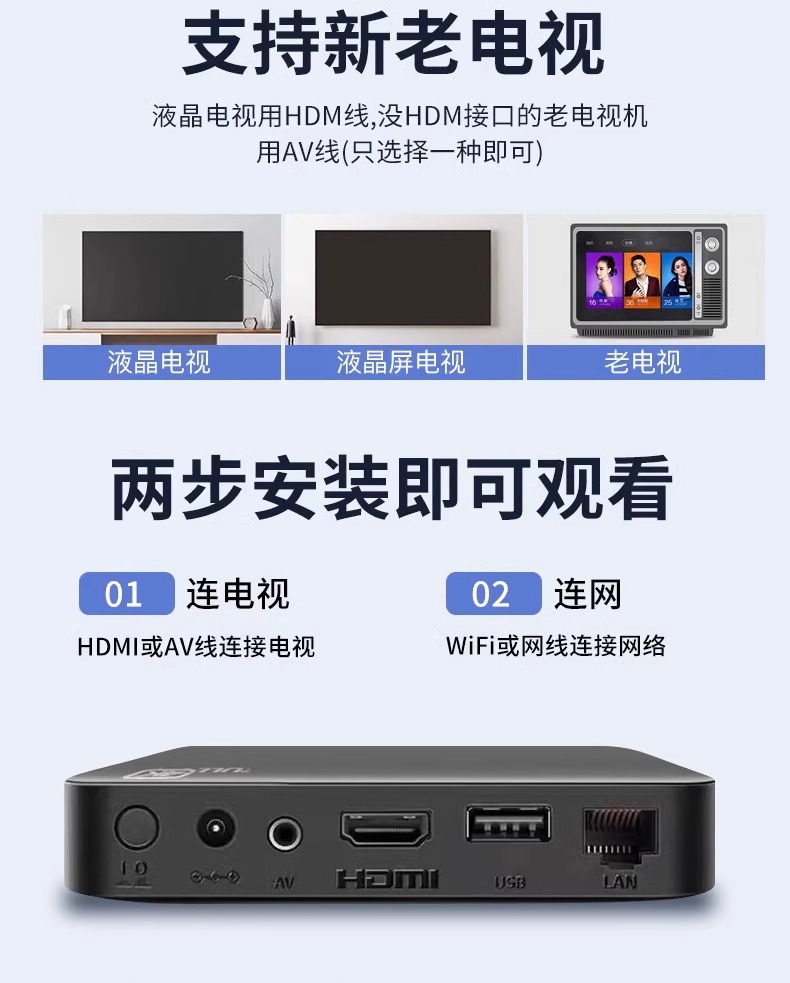 支持新老电视
液晶电视用HDM线,没HDM接口的老电视机
用AV线(只选择一种即可)
16
36
25
液晶电视
液晶屏电视
老电视
两步安装即可观看
01 连电视
02 连网
HDMI或AV线连接电视
WiFi或网线连接网络
AV
HDMI
USB
LAN